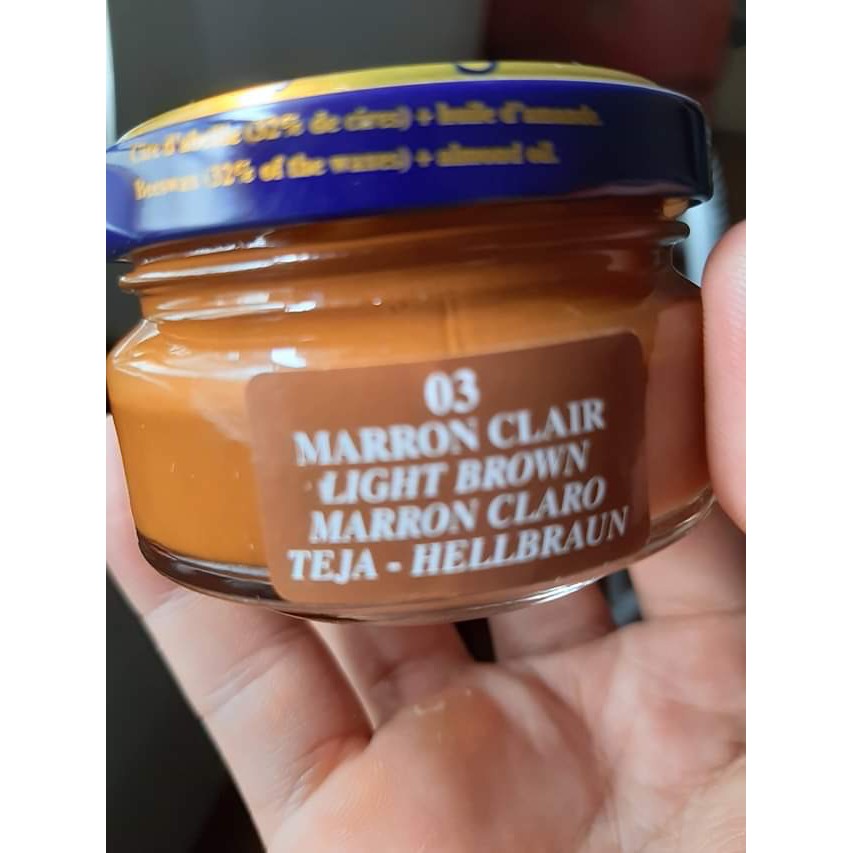 Cire d'abeille (32% de cires) + huile d'amande.
Beeswax (32% of the waxes) + almond oil.
03
MARRON CLAIR
LIGHT BROWN
MARRON CLARO
TEJA - HELLBRAUN